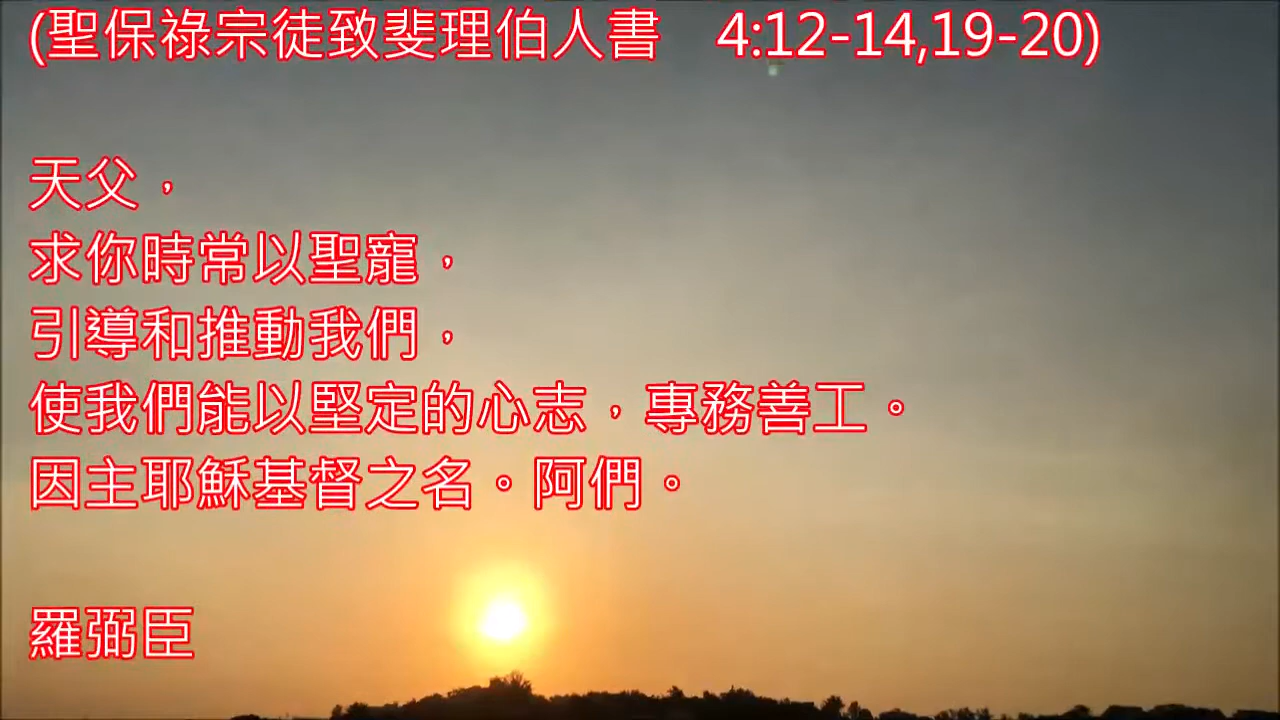 (聖保祿宗徒致斐理伯人書　4:12-14,19-20)
天父，
求你時常以聖寵，
引導和推動我們，
使我們能以堅定的心志，專務善工。
因主耶穌基督之名。阿們。
羅弼臣